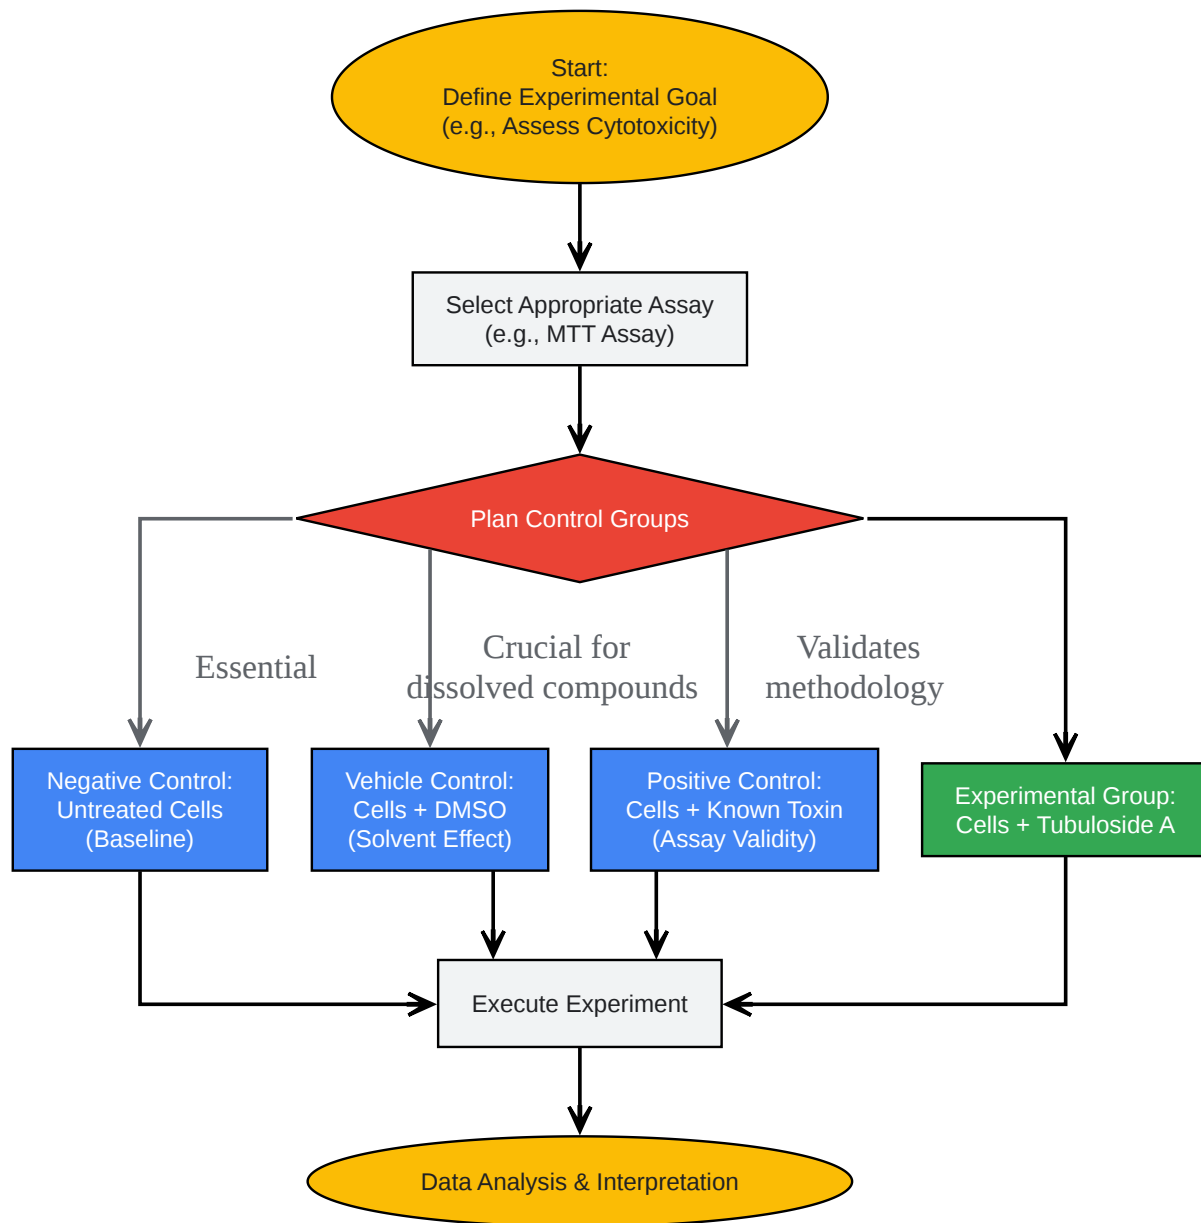 Start:
Define Experimental Goal
(e.g., Assess Cytotoxicity)
Select Appropriate Assay
(e.g., MTT Assay)
Plan Control Groups
Essential
Crucial for
dissolved compounds
Validates
methodology
Negative Control:
Untreated Cells
(Baseline)
Vehicle Control:
Cells + DMSO
(Solvent Effect)
Positive Control:
Cells + Known Toxin
(Assay Validity)
Experimental Group:
Cells + Tubuloside A
Execute Experiment
Data Analysis & Interpretation